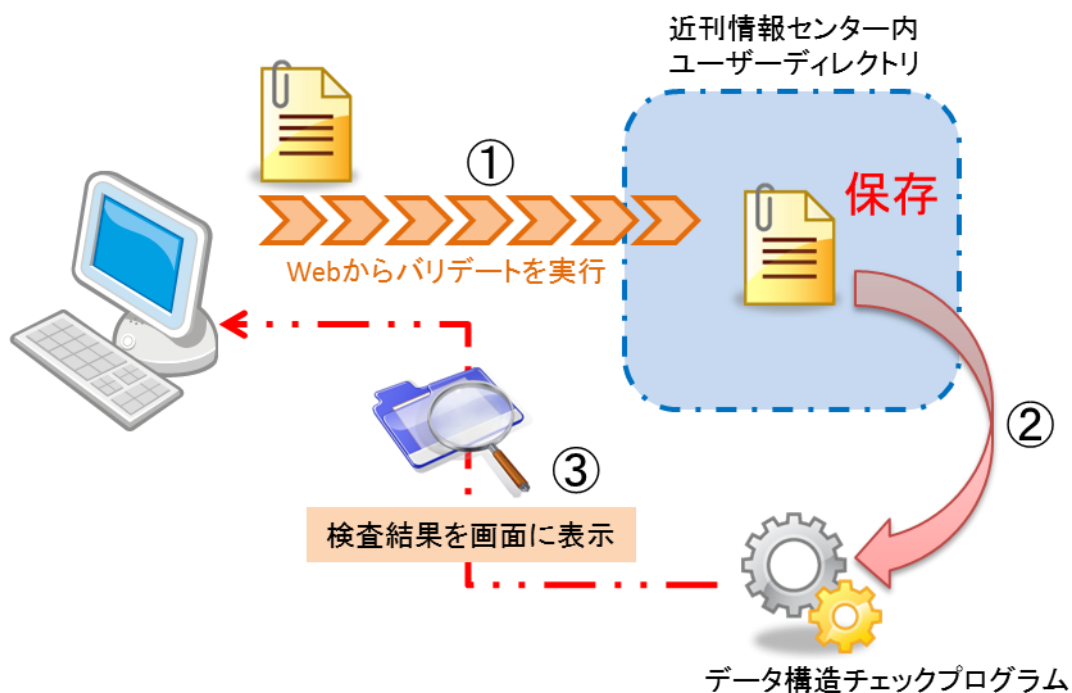 近刊情報センター内
ユーザーディレクトリ
①
保存
Webからバリデートを実行
②
③
検査結果を画面に表示
データ構造チェックプログラム